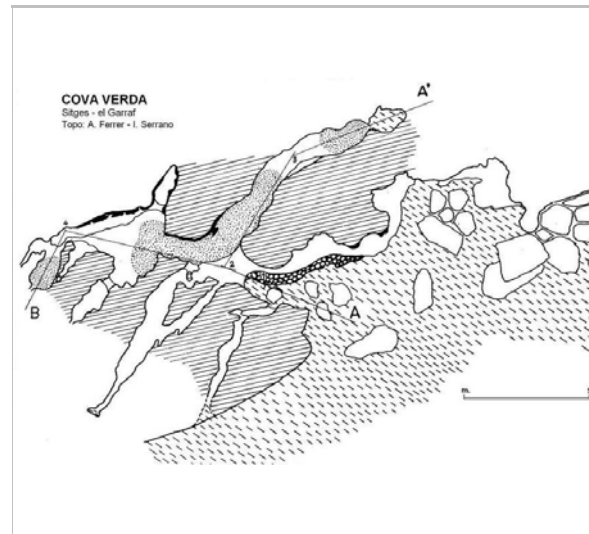 COVA VERDA
Sitges - el Garraf
Topo: A. Ferrer - I. Serrano
A'
B
A
m.